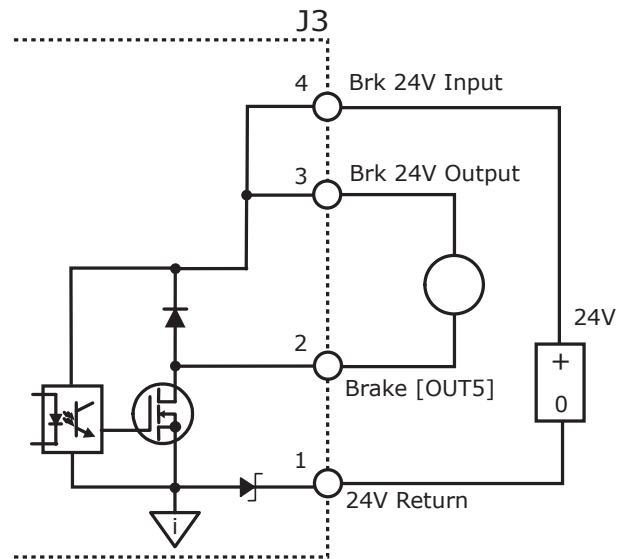 J3
4 Brk 24V Input
3 Brk 24V Output
24V
+
0
2
Brake [OUT5]
1
24V Return
i